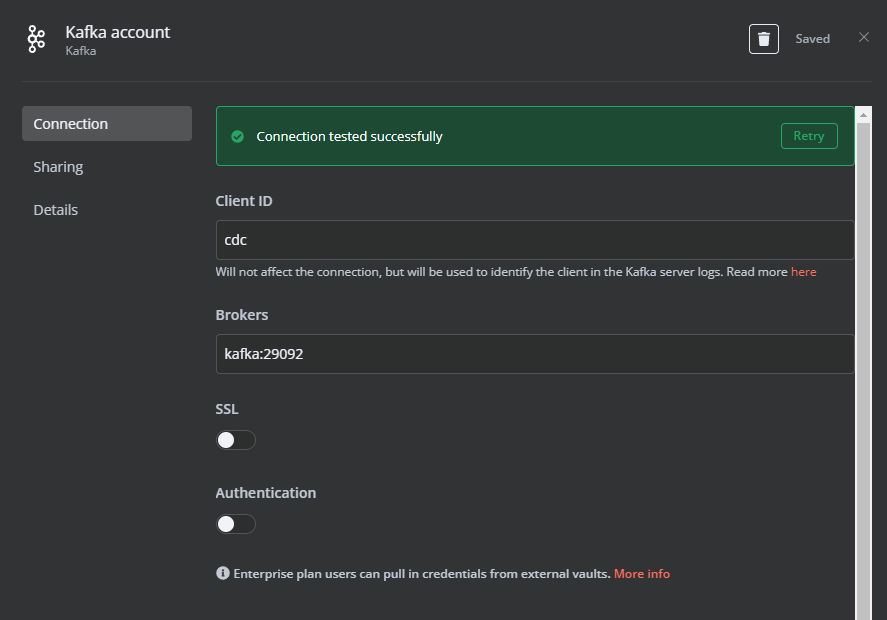 Kafka account
Kafka
Saved
Connection
Sharing
Details
Connection tested successfully
Retry
Client ID
cdc
Will not affect the connection, but will be used to identify the client in the Kafka server logs. Read more here
Brokers
kafka:29092
SSL
Authentication
Enterprise plan users can pull in credentials from external vaults. More info